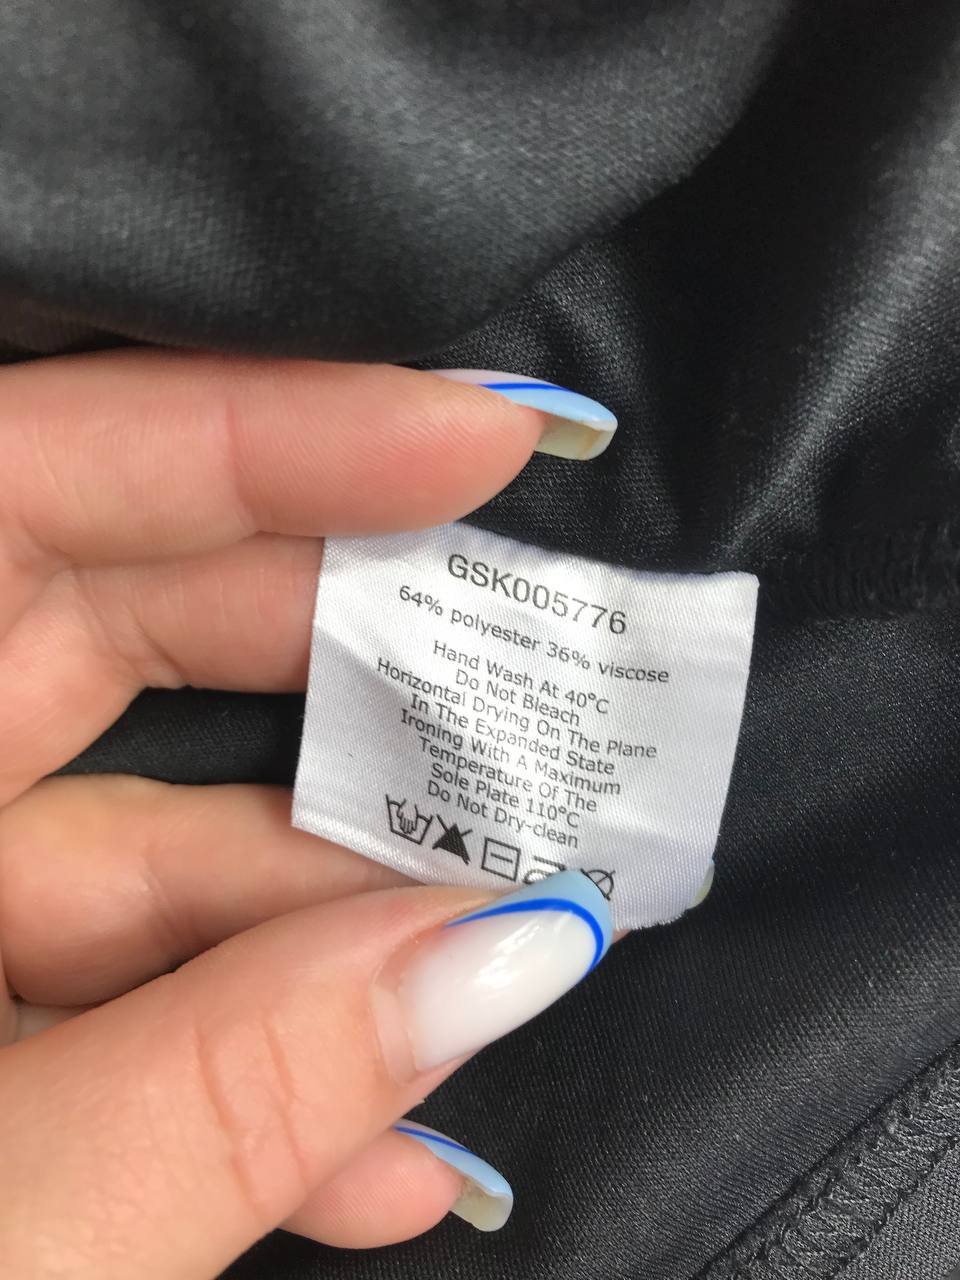 GSK005776
64% polyester 36% viscose
Hand Wash At 40°C
Do Not Bleach
Horizontal Drying On The Plane
In The Expanded State
Ironing With A Maximum
Temperature Of The
Sole Plate 110°C
Do Not Dry-clean